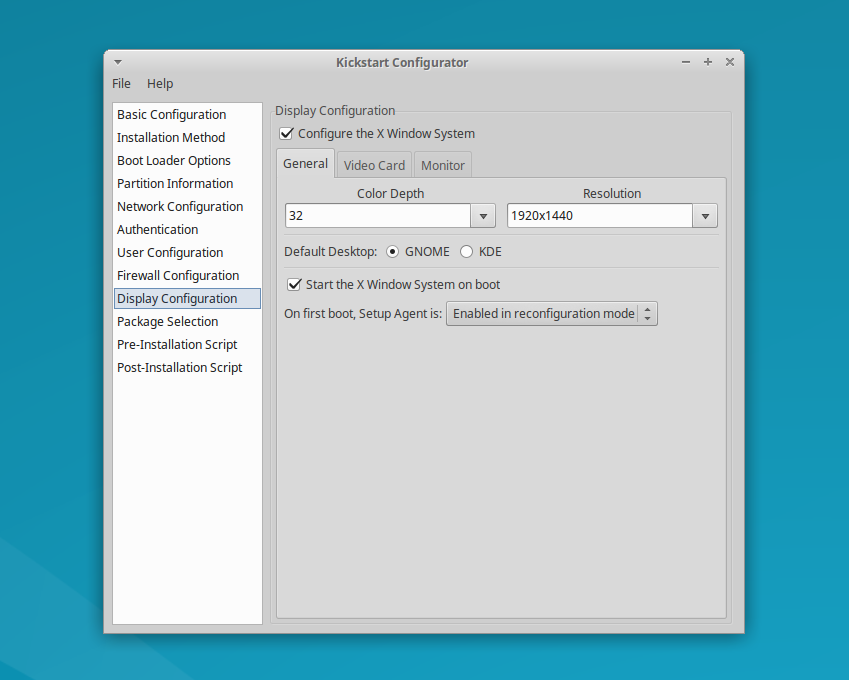 Kickstart Configurator
File Help
Basic Configuration
Installation Method
Boot Loader Options
Partition Information
Network Configuration
Authentication
User Configuration
Firewall Configuration
Display Configuration
Package Selection
Pre-Installation Script
Post-Installation Script
Display Configuration
Configure the X Window System
General Video Card Monitor
Color Depth Resolution
32 1920x1440
Default Desktop: GNOME KDE
Start the X Window System on boot
On first boot, Setup Agent is: Enabled in reconfiguration mode